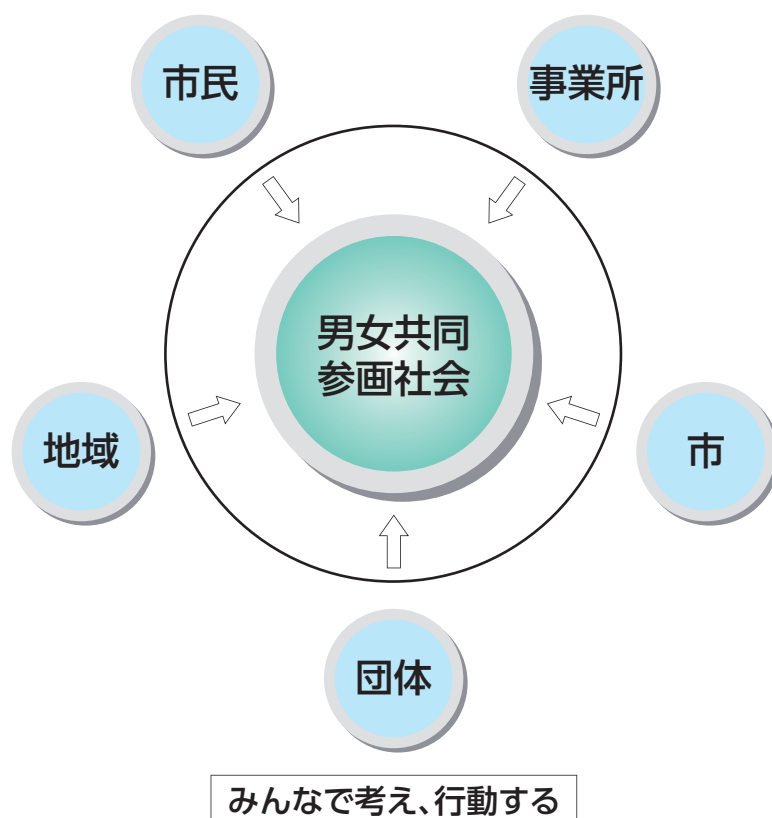 市民
事業所
男女共同
参画社会
地域
市
団体
みんなで考え、行動する